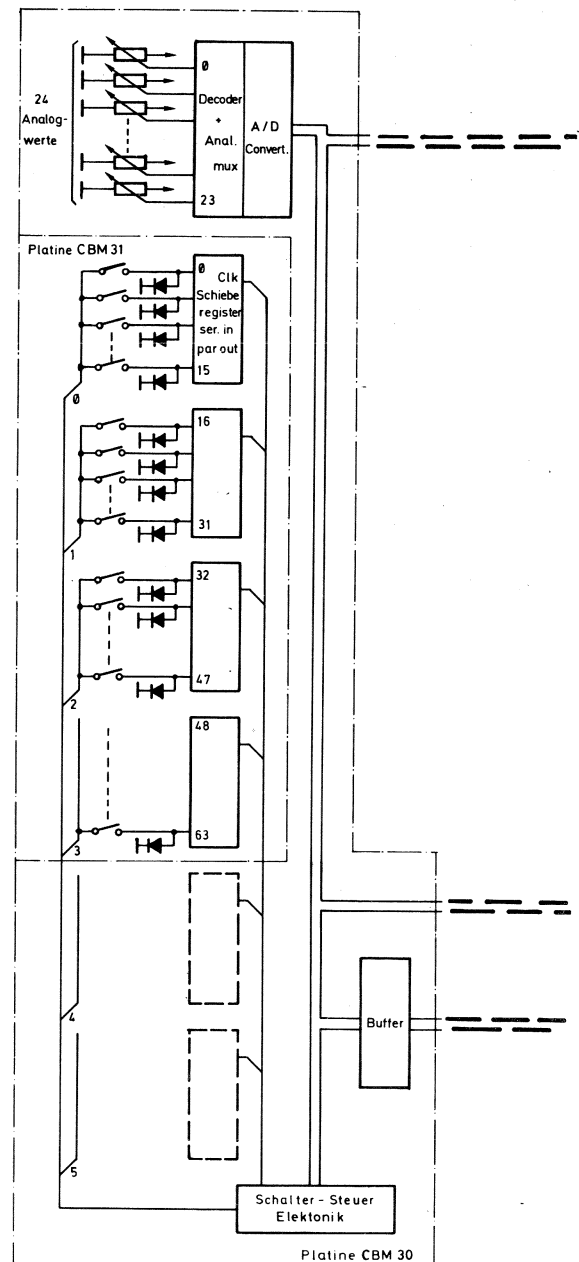 24
Analog-
werte
0
Decoder
+
Anal.
mux
23
A/D
Convert.
Platine CBM 31
0
Clk
Schiebe
register
ser. in
par out
15
0
16
31
1
32
47
2
48
63
3
4
Buffer
5
Schalter - Steuer
Elektonik
Platine CBM 30